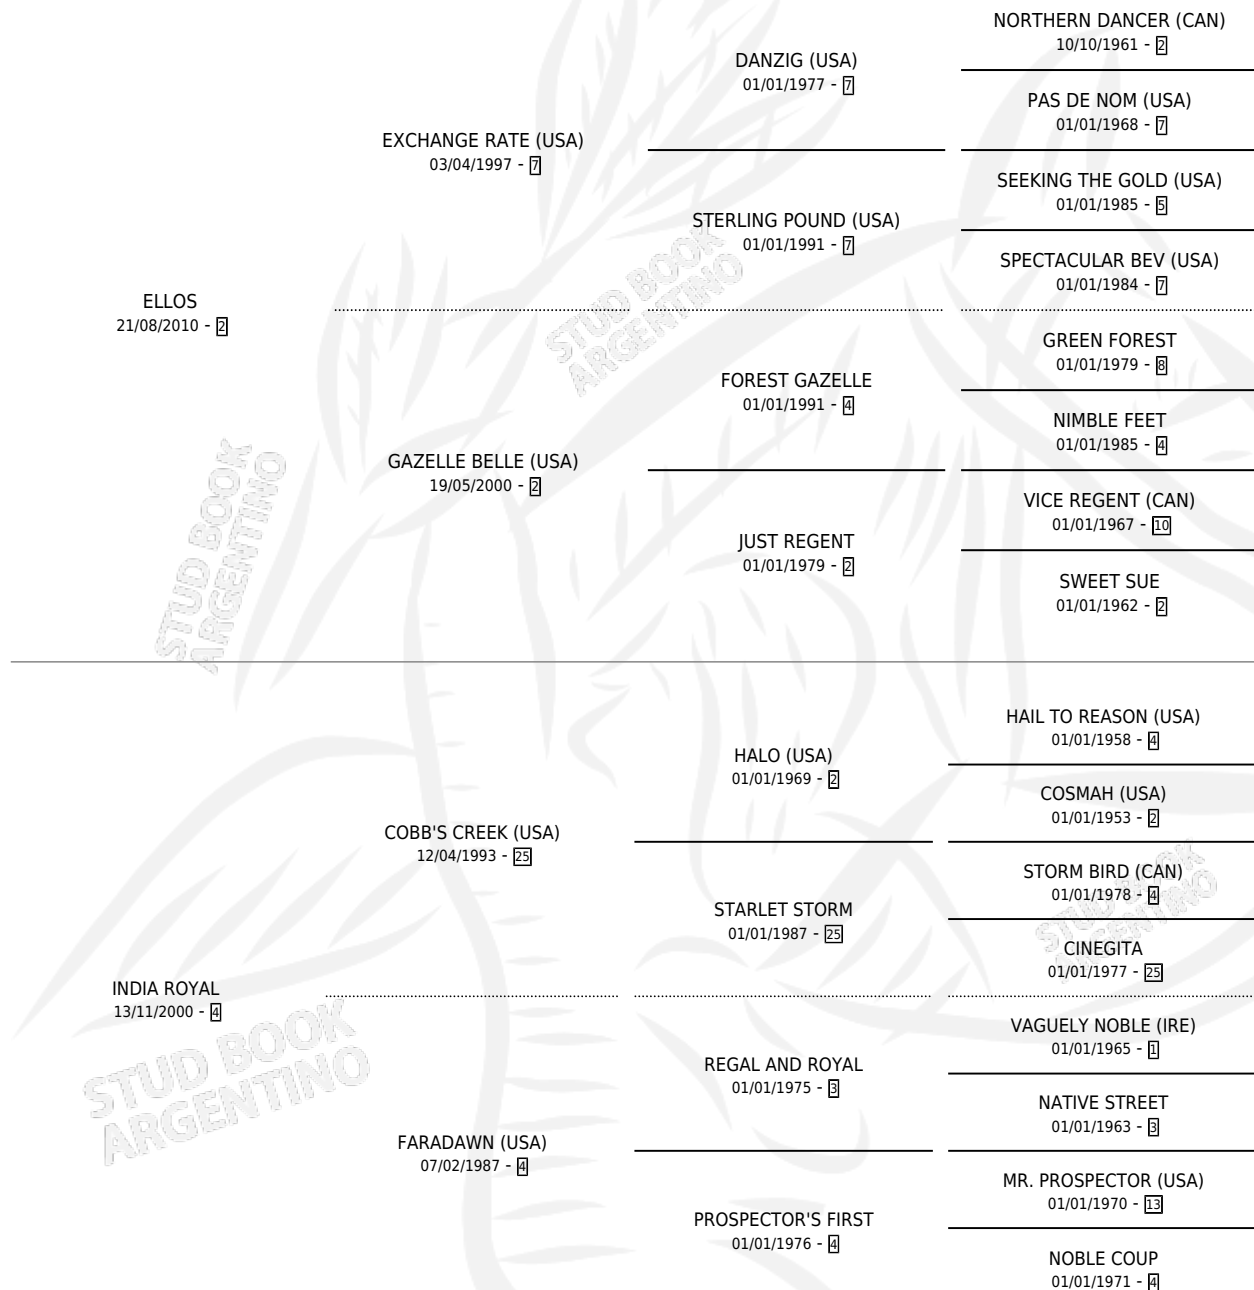 NORTHERN DANCER (CAN)
10/10/1961 - 2
DANZIG (USA)
01/01/1977 - 7
PAS DE NOM (USA)
01/01/1968 - 7
EXCHANGE RATE (USA)
03/04/1997 - 7
SEEKING THE GOLD (USA)
01/01/1985 - 5
STERLING POUND (USA)
01/01/1991 - 7
SPECTACULAR BEV (USA)
01/01/1984 - 7
ELLOS
21/08/2010 - 2
GREEN FOREST
01/01/1979 - 8
FOREST GAZELLE
01/01/1991 - 4
NIMBLE FEET
01/01/1985 - 4
GAZELLE BELLE (USA)
19/05/2000 - 2
VICE REGENT (CAN)
01/01/1967 - 10
JUST REGENT
01/01/1979 - 2
SWEET SUE
01/01/1962 - 2
HAIL TO REASON (USA)
01/01/1958 - 4
HALO (USA)
01/01/1969 - 2
COSMAH (USA)
01/01/1953 - 2
COBB'S CREEK (USA)
12/04/1993 - 25
STORM BIRD (CAN)
01/01/1978 - 4
STARLET STORM
01/01/1987 - 25
CINEGITA
01/01/1977 - 25
INDIA ROYAL
13/11/2000 - 4
VAGUELY NOBLE (IRE)
01/01/1965 - 1
REGAL AND ROYAL
01/01/1975 - 3
NATIVE STREET
01/01/1963 - 3
FARADAWN (USA)
07/02/1987 - 4
MR. PROSPECTOR (USA)
01/01/1970 - 13
PROSPECTOR'S FIRST
01/01/1976 - 4
NOBLE COUP
01/01/1971 - 4
STUD BOOK
ARGENTINO
STUD BOOK
ARGENTINO
STUD BOOK
ARGENTINO
STUD BOOK
ARGENTINO